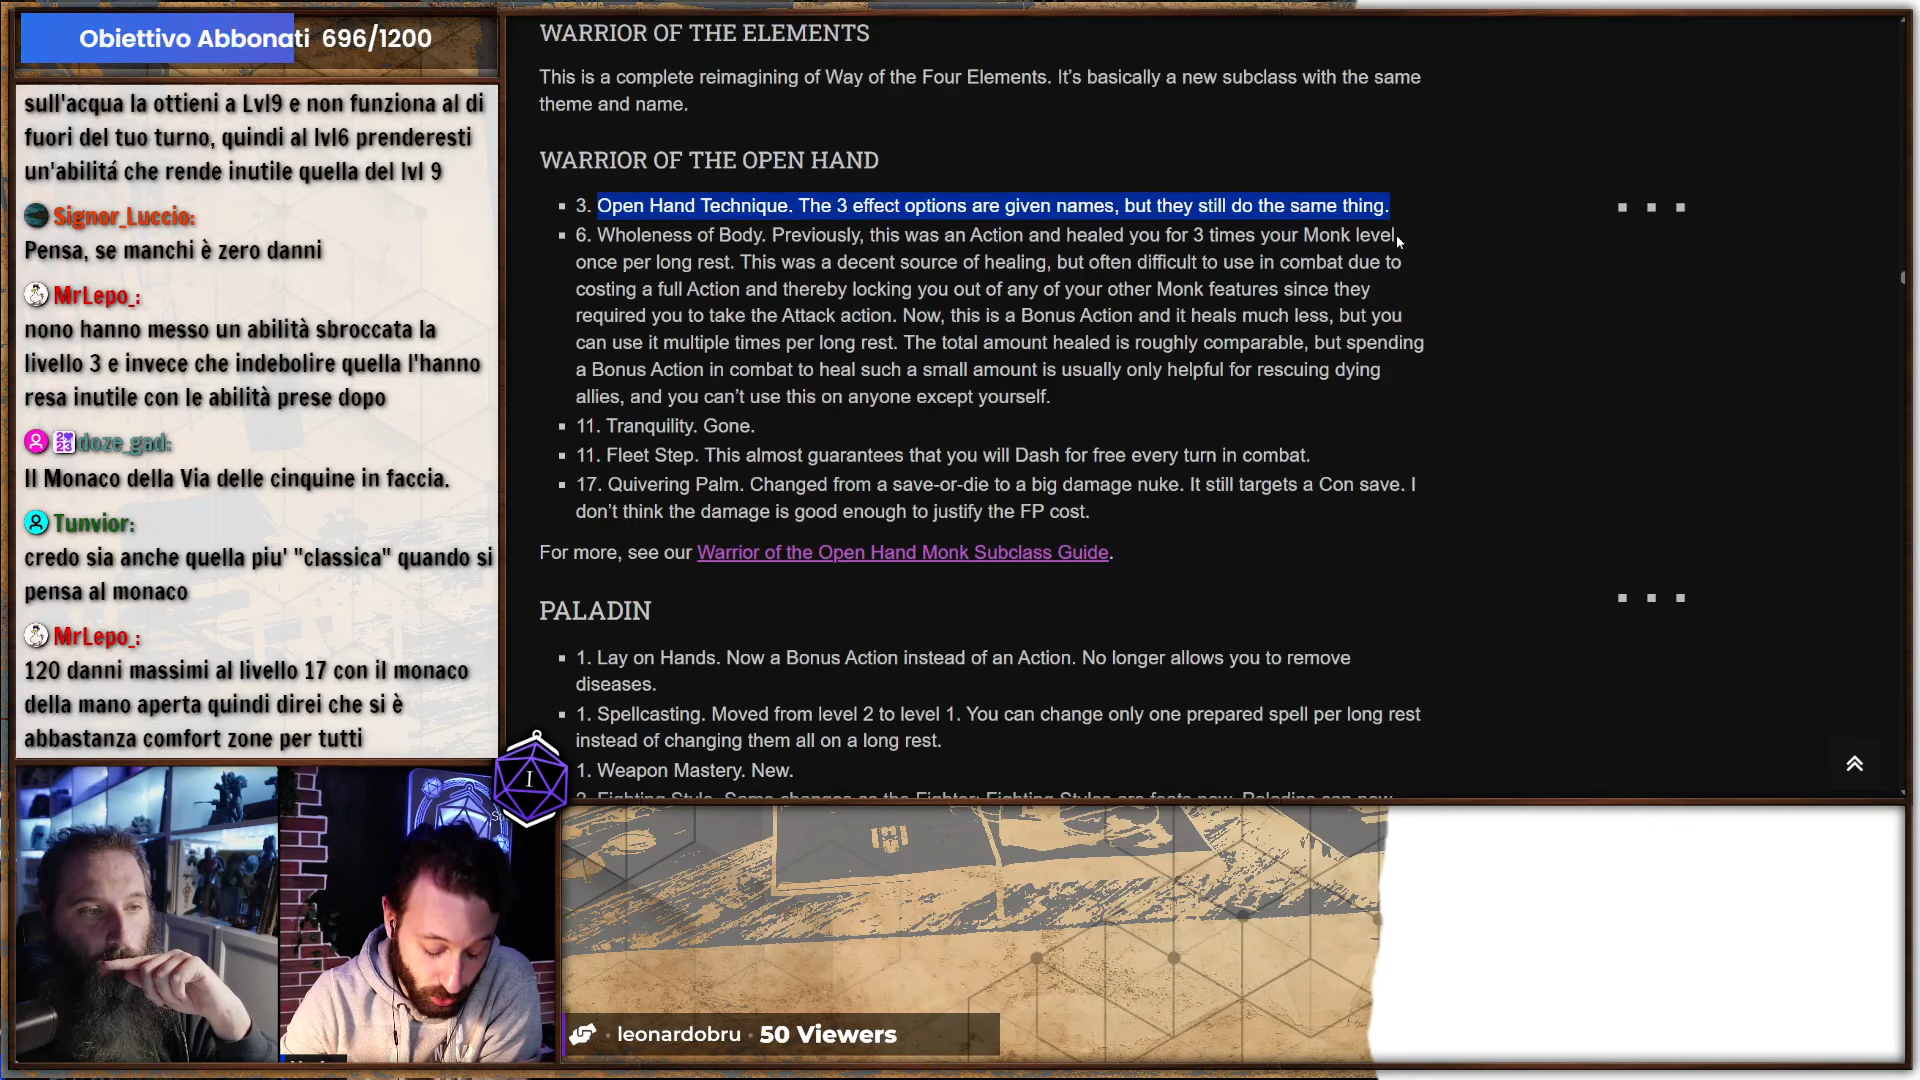 Obiettivo Abbonati 696/1200
sull'acqua la ottieni a Lvl9 e non funziona al di
fuori del tuo turno, quindi al lvl6 prenderesti
un'abilitá che rende inutile quella del lvl 9
Signor_Luccio:
Pensa, se manchi è zero danni
MrLepo_:
nono hanno messo un abilità sbroccata la
livello 3 e invece che indebolire quella l'hanno
resa inutile con le abilità prese dopo
doze_gad:
Il Monaco della Via delle cinquine in faccia.
Tunvior:
credo sia anche quella piu' "classica" quando si
pensa al monaco
MrLepo_:
120 danni massimi al livello 17 con il monaco
della mano aperta quindi direi che si è
abbastanza comfort zone per tutti
WARRIOR OF THE ELEMENTS
This is a complete reimagining of Way of the Four Elements. It's basically a new subclass with the same
theme and name.
WARRIOR OF THE OPEN HAND
3. Open Hand Technique. The 3 effect options are given names, but they still do the same thing.
6. Wholeness of Body. Previously, this was an Action and healed you for 3 times your Monk level
once per long rest. This was a decent source of healing, but often difficult to use in combat due to
costing a full Action and thereby locking you out of any of your other Monk features since they
required you to take the Attack action. Now, this is a Bonus Action and it heals much less, but you
can use it multiple times per long rest. The total amount healed is roughly comparable, but spending
a Bonus Action in combat to heal such a small amount is usually only helpful for rescuing dying
allies, and you can't use this on anyone except yourself.
11. Tranquility. Gone.
11. Fleet Step. This almost guarantees that you will Dash for free every turn in combat.
17. Quivering Palm. Changed from a save-or-die to a big damage nuke. It still targets a Con save. I
don't think the damage is good enough to justify the FP cost.
For more, see our Warrior of the Open Hand Monk Subclass Guide.
PALADIN
1. Lay on Hands. Now a Bonus Action instead of an Action. No longer allows you to remove
diseases.
1. Spellcasting. Moved from level 2 to level 1. You can change only one prepared spell per long rest
instead of changing them all on a long rest.
1. Weapon Mastery. New.
2. Fighting Style. Same changes as the Fighter: Fighting Styles are feats now. Paladins can now
I
leonardobru · 50 Viewers